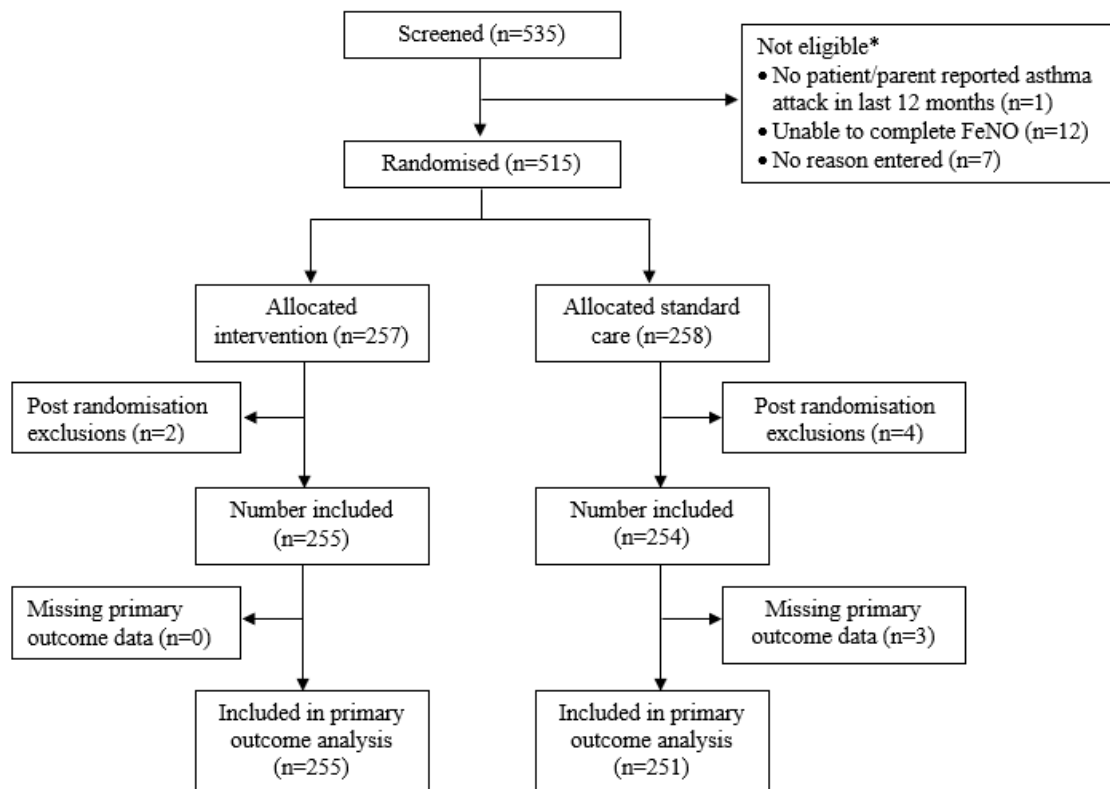 Screened (n=535)
Not eligible*
• No patient/parent reported asthma
attack in last 12 months (n=1)
• Unable to complete FeNO (n=12)
• No reason entered (n=7)
Randomised (n=515)
Allocated
intervention (n=257)
Allocated standard
care (n=258)
Post randomisation
exclusions (n=2)
Post randomisation
exclusions (n=4)
Number included
(n=255)
Number included
(n=254)
Missing primary
outcome data (n=0)
Missing primary
outcome data (n=3)
Included in primary
outcome analysis
(n=255)
Included in primary
outcome analysis
(n=251)